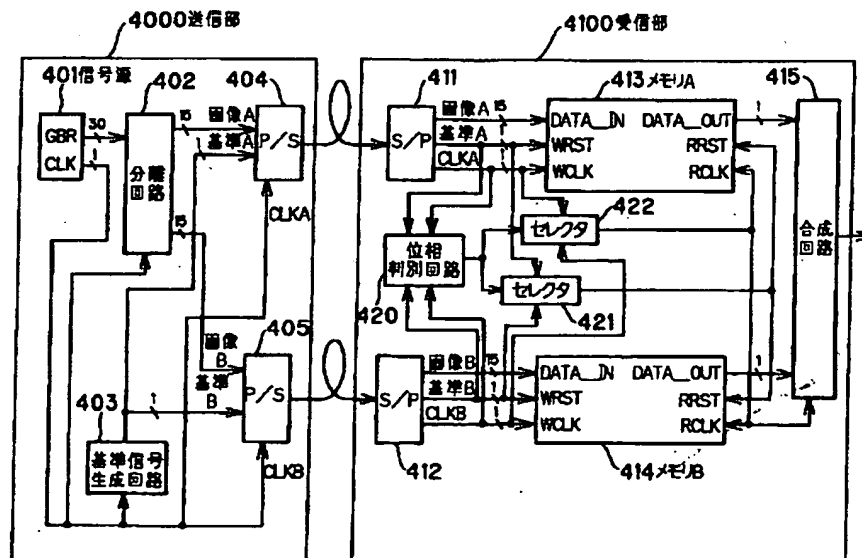 4000送信部
4100受信部
401信号源
402
404
GBR
CLK
30
1
分離
回路
15
画像A
1
基準A
P/S
CLKA
15
405
画像
B
基準
B
1
P/S
CLKB
403
基準信号
生成回路
411
S/P
画像A
15
基準A
1
CLKA
413メモリA
DATA_IN
DATA_OUT
WRST
RRST
WCLK
RCLK
1
415
合成
回路
422
セレクタ
位相
判別回路
420
セレクタ
421
S/P
412
画像B
15
基準B
1
CLKB
DATA_IN
DATA_OUT
WRST
RRST
WCLK
RCLK
1
414メモリB